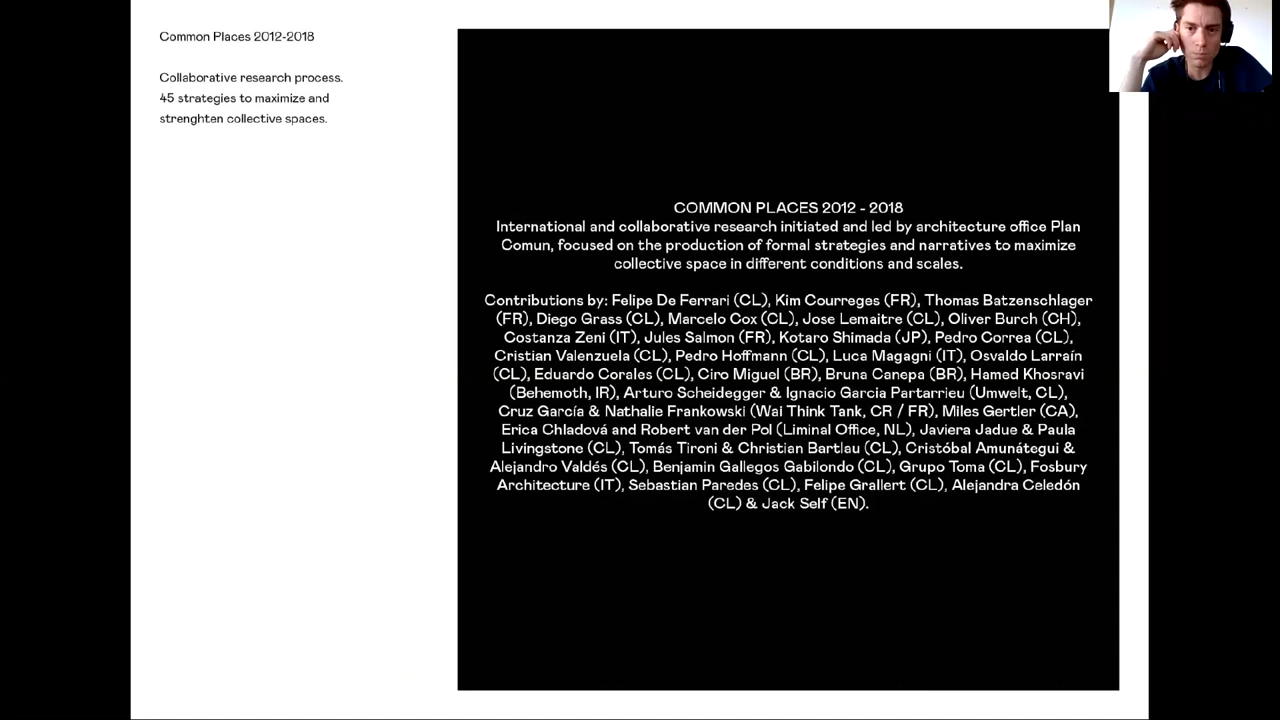 Common Places 2012-2018
Collaborative research process.
45 strategies to maximize and
strenghten collective spaces.
COMMON PLACES 2012 - 2018
International and collaborative research initiated and led by architecture office Plan
Comun, focused on the production of formal strategies and narratives to maximize
collective space in different conditions and scales.
Contributions by: Felipe De Ferrari (CL), Kim Courreges (FR), Thomas Batzenschlager
(FR), Diego Grass (CL), Marcelo Cox (CL), Jose Lemaitre (CL), Oliver Burch (CH),
Costanza Zeni (IT), Jules Salmon (FR), Kotaro Shimada (JP), Pedro Correa (CL),
Cristian Valenzuela (CL), Pedro Hoffmann (CL), Luca Magagni (IT), Osvaldo Larraín
(CL), Eduardo Corales (CL), Ciro Miguel (BR), Bruna Canepa (BR), Hamed Khosravi
(Behemoth, IR), Arturo Scheidegger & Ignacio Garcia Partarrieu (Umwelt, CL),
Cruz García & Nathalie Frankowski (Wai Think Tank, CR / FR), Miles Gertler (CA),
Erica Chladová and Robert van der Pol (Liminal Office, NL), Javiera Jadue & Paula
Livingstone (CL), Tomás Tironi & Christian Bartlau (CL), Cristóbal Amunátegui &
Alejandro Valdés (CL), Benjamin Gallegos Gabilondo (CL), Grupo Toma (CL), Fosbury
Architecture (IT), Sebastian Paredes (CL), Felipe Grallert (CL), Alejandra Celedón
(CL) & Jack Self (EN).